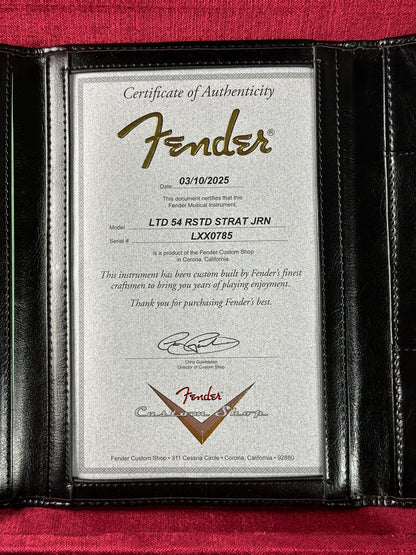 Certificate of Authenticity
Fender®
Date 03/10/2025
This document certifies that this
Fender Musical Instrument,
Model LTD 54 RSTD STRAT JRN
Serial # LXX0785
is a product of the Fender Custom Shop
in Corona, California.
This instrument has been custom built by Fender's finest
craftsmen to bring you years of playing enjoyment.
Thank you for purchasing Fender's best.
Director of Custom Shop
Fender
Custom Shop
Fender Custom Shop • 311 Cessna Circle • Corona, California • 92880